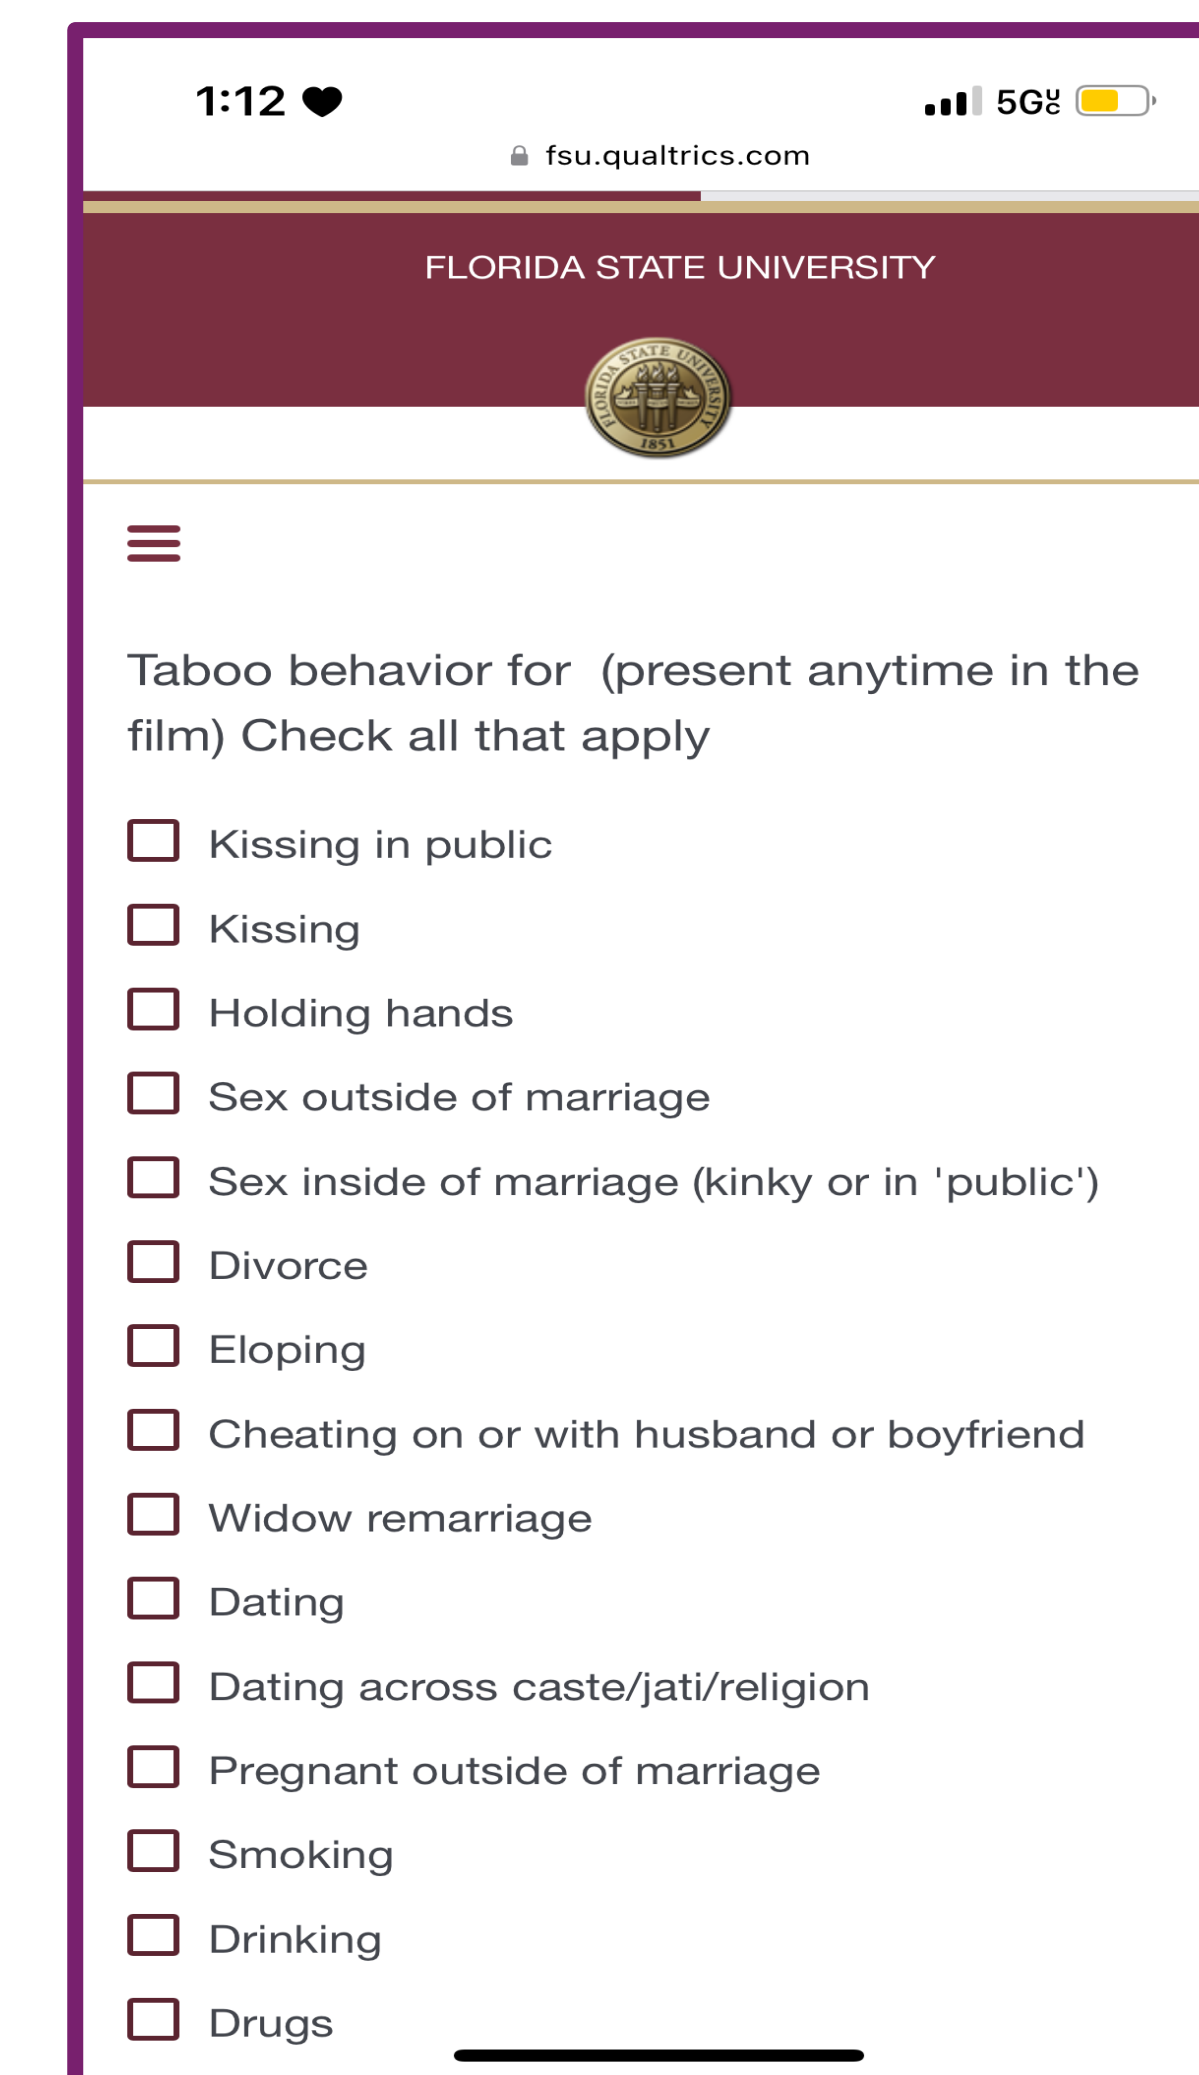 1:12
5G
fsu.qualtrics.com
FLORIDA STATE UNIVERSITY
FLORIDA STATE UNIVERSITY
1851
Taboo behavior for  (present anytime in the
film) Check all that apply
Kissing in public
Kissing
Holding hands
Sex outside of marriage
Sex inside of marriage (kinky or in 'public')
Divorce
Eloping
Cheating on or with husband or boyfriend
Widow remarriage
Dating
Dating across caste/jati/religion
Pregnant outside of marriage
Smoking
Drinking
Drugs